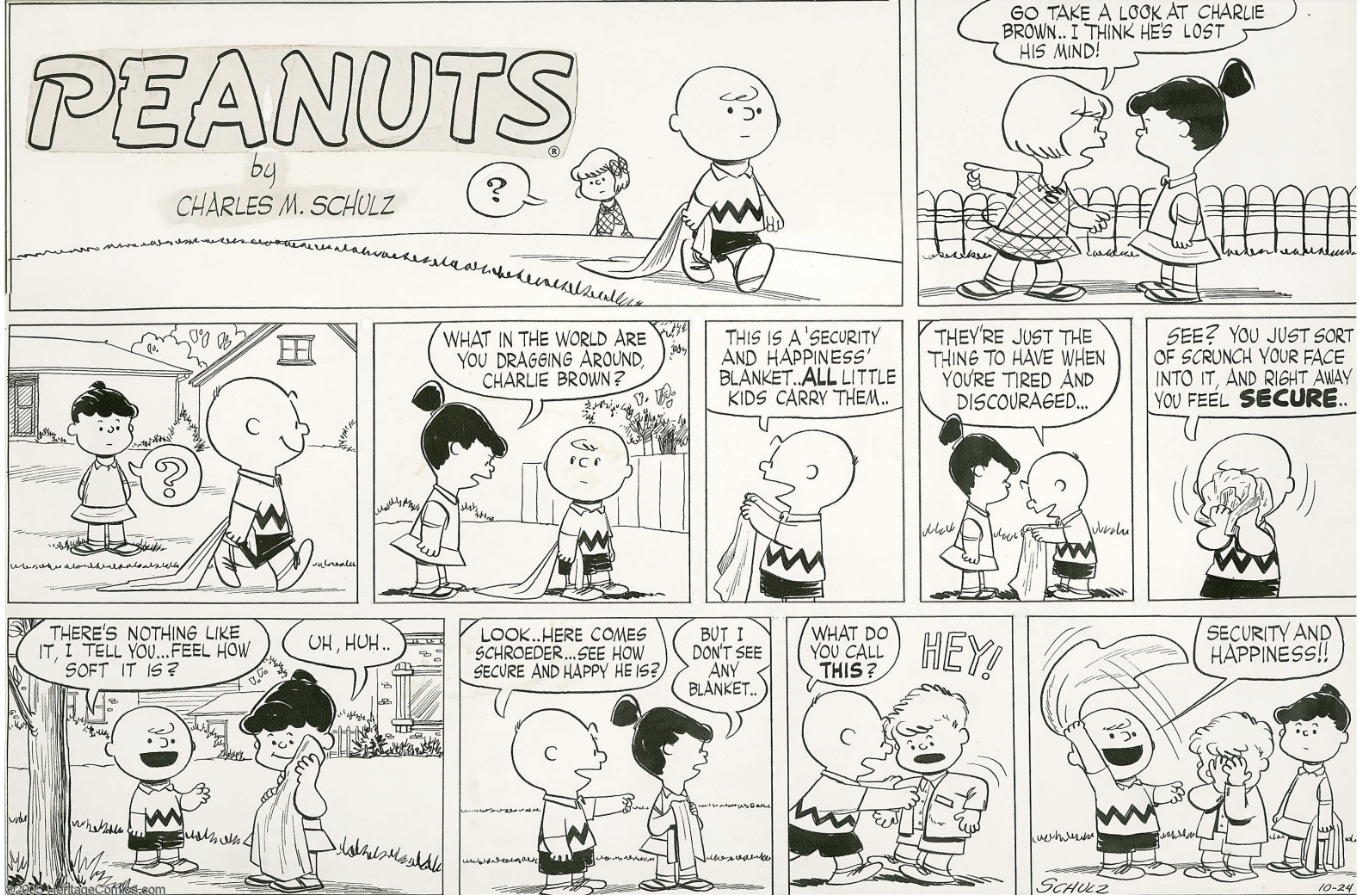 PEANUTS
®
by
CHARLES M. SCHULZ
?
GO TAKE A LOOK AT CHARLIE
BROWN.. I THINK HE'S LOST
HIS MIND!
?
WHAT IN THE WORLD ARE
YOU DRAGGING AROUND,
CHARLIE BROWN?
THIS IS A 'SECURITY
AND HAPPINESS'
BLANKET..ALL LITTLE
KIDS CARRY THEM..
THEY'RE JUST THE
THING TO HAVE WHEN
YOU'RE TIRED AND
DISCOURAGED...
SEE? YOU JUST SORT
OF SCRUNCH YOUR FACE
INTO IT, AND RIGHT AWAY
YOU FEEL SECURE..
THERE'S NOTHING LIKE
IT, I TELL YOU...FEEL HOW
SOFT IT IS?
UH, HUH..
LOOK..HERE COMES
SCHROEDER...SEE HOW
SECURE AND HAPPY HE IS?
BUT I
DON'T SEE
ANY
BLANKET..
WHAT DO
YOU CALL
THIS?
HEY!
SECURITY AND
HAPPINESS!!
SCHULZ
10-24
HeritageComics.com